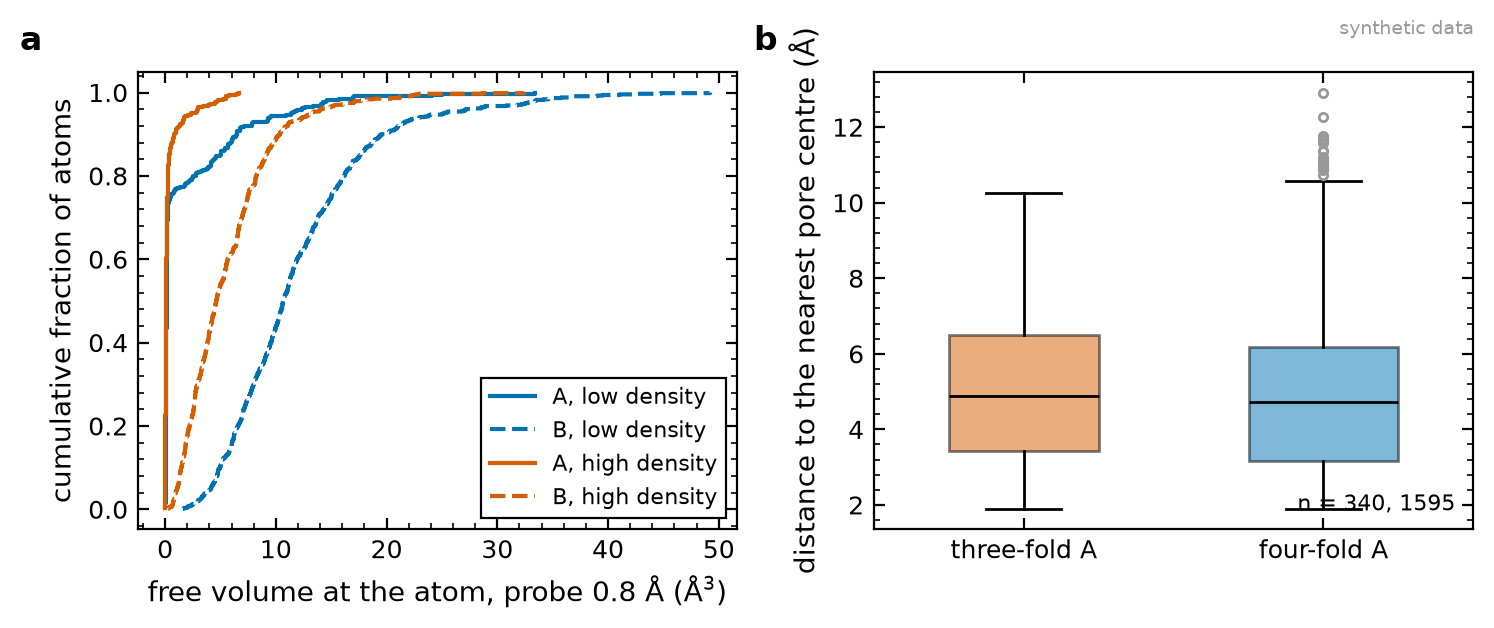 a
cumulative fraction of atoms
1.0
0.8
0.6
0.4
0.2
0.0
A, low density
B, low density
A, high density
B, high density
0 10 20 30 40 50
free volume at the atom, probe 0.8 Å (Å³)
b
synthetic data
distance to the nearest pore centre (Å)
12
10
8
6
4
2
n = 340, 1595
three-fold A four-fold A